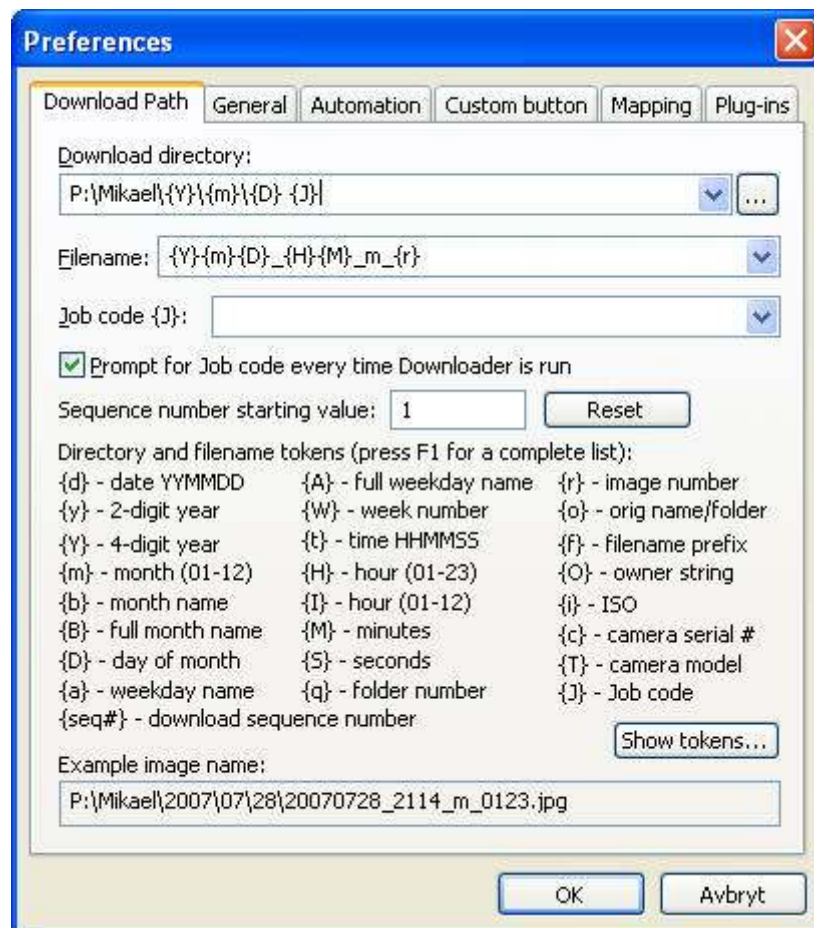 Preferences
Download Path General Automation Custom button Mapping Plug-ins
Download directory:
P:\Mikael\{Y}\{m}\{D} {J}
...
Filename: {Y}{m}{D}_{H}{M}_m_{r}
Job code {J}:
Prompt for Job code every time Downloader is run
Sequence number starting value: 1 Reset
Directory and filename tokens (press F1 for a complete list):
{d} - date YYMMDD {A} - full weekday name {r} - image number
{y} - 2-digit year {W} - week number {o} - orig name/folder
{Y} - 4-digit year {t} - time HHMMSS {f} - filename prefix
{m} - month (01-12) {H} - hour (01-23) {O} - owner string
{b} - month name {I} - hour (01-12) {i} - ISO
{B} - full month name {M} - minutes {c} - camera serial #
{D} - day of month {S} - seconds {T} - camera model
{a} - weekday name {q} - folder number {J} - Job code
{seq#} - download sequence number
Show tokens...
Example image name:
P:\Mikael\2007\07\28\20070728_2114_m_0123.jpg
OK Avbryt